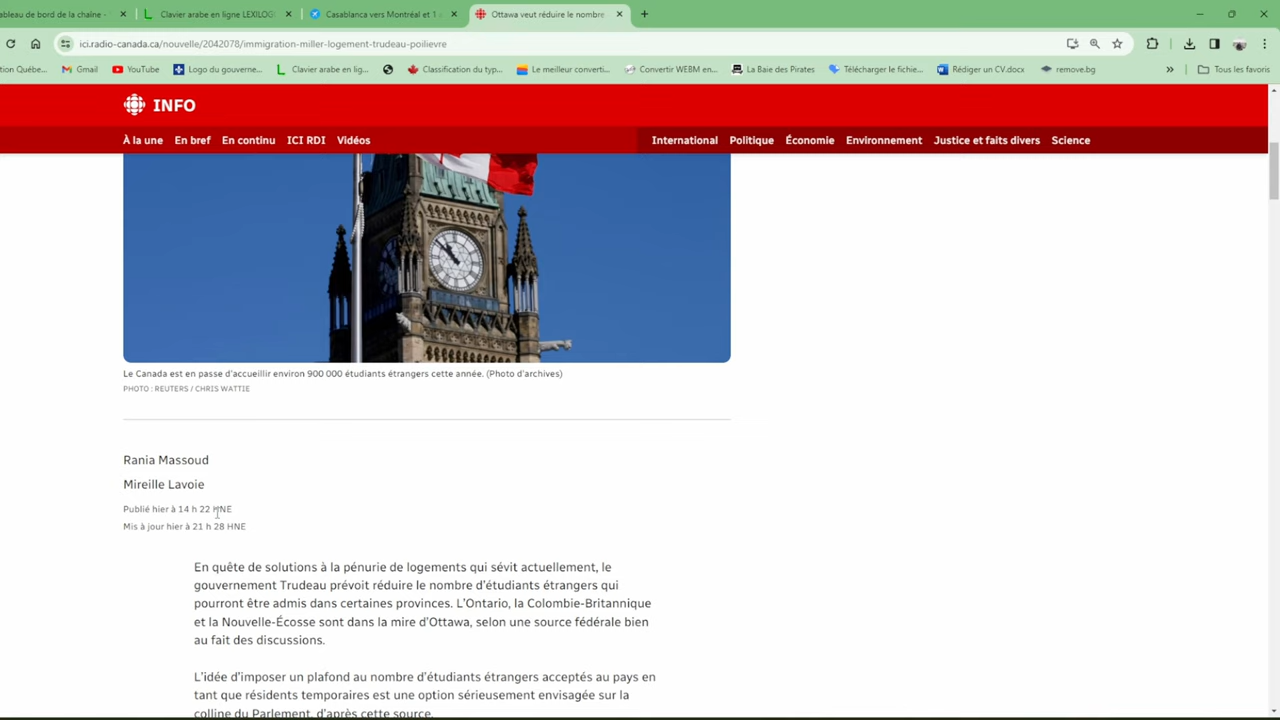 ableau de bord de la chaîne -
Clavier arabe en ligne LEXILOG
Casablanca vers Montréal et 1
Ottawa veut réduire le nombre
ici.radio-canada.ca/nouvelle/2042078/immigration-miller-logement-trudeau-poilievre
tion Québe...
Gmail
YouTube
Logo du gouverne...
Clavier arabe en lig...
Classification du typ...
Le meilleur converti...
Convertir WEBM en...
La Baie des Pirates
Télécharger le fichie...
Rédiger un CV.docx
remove.bg
»
Tous les favoris
INFO
À la une En bref En continu ICI RDI Vidéos
International Politique Économie Environnement Justice et faits divers Science
Le Canada est en passe d'accueillir environ 900 000 étudiants étrangers cette année. (Photo d'archives)
PHOTO : REUTERS / CHRIS WATTIE
Rania Massoud
Mireille Lavoie
Publié hier à 14 h 22 HNE
Mis à jour hier à 21 h 28 HNE
En quête de solutions à la pénurie de logements qui sévit actuellement, le
gouvernement Trudeau prévoit réduire le nombre d'étudiants étrangers qui
pourront être admis dans certaines provinces. L'Ontario, la Colombie-Britannique
et la Nouvelle-Écosse sont dans la mire d'Ottawa, selon une source fédérale bien
au fait des discussions.
L'idée d'imposer un plafond au nombre d'étudiants étrangers acceptés au pays en
tant que résidents temporaires est une option sérieusement envisagée sur la
colline du Parlement, d'après cette source.